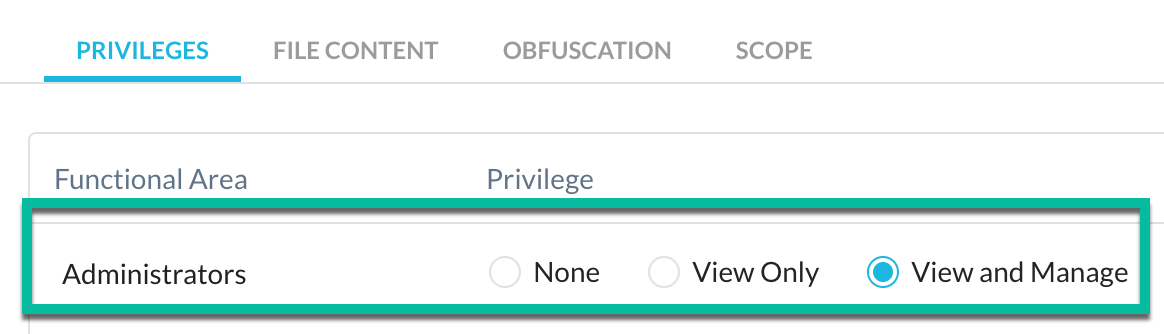 PRIVILEGES FILE CONTENT OBFUSCATION SCOPE
Functional Area Privilege
Administrators None View Only View and Manage